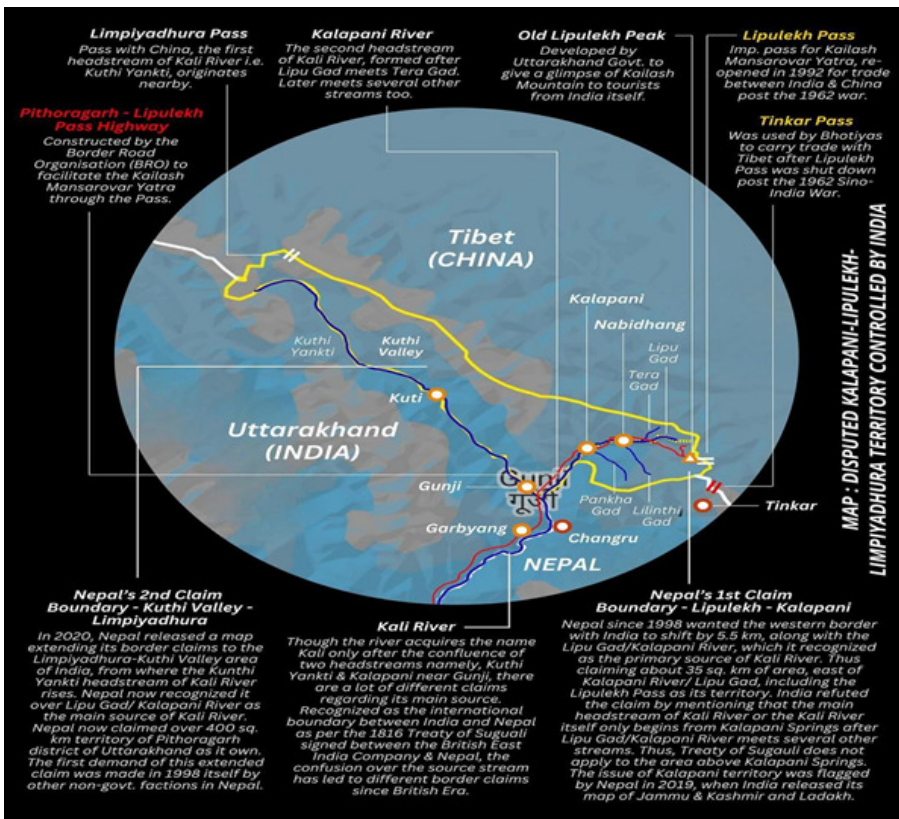 Limpiyadhura Pass
Pass with China, the first
headstream of Kali River i.e.
Kuthi Yankti, originates
nearby.
Kalapani River
The second headstream
of Kali River, formed after
Lipu Gad meets Tera Gad.
Later meets several other
streams too.
Old Lipulekh Peak
Developed by
Uttarakhand Govt. to
give a glimpse of Kailash
Mountain to tourists
from India itself.
Lipulekh Pass
Imp. pass for Kailash
Mansarovar Yatra, re-
opened in 1992 for trade
between India & China
post the 1962 war.
Pithoragarh - Lipulekh
Pass Highway
Constructed by the
Border Road
Organisation (BRO) to
facilitate the Kailash
Mansarovar Yatra
through the Pass.
Tinkar Pass
Was used by Bhotiyas
to carry trade with
Tibet after Lipulekh
Pass was shut down
post the 1962 Sino-
India War.
Tibet
(CHINA)
Kalapani
Nabidhang
Lipu
Gad
Tera
Gad
Kuthi
Yankti
Kuthi
Valley
Kuti
Uttarakhand
(INDIA)
Gunji
Gunji
गूंजी
Pankha
Gad
Lilinthi
Gad
Tinkar
Garbyang
Changru
NEPAL
MAP : DISPUTED KALAPANI-LIPULEKH-
LIMPIYADHURA TERRITORY CONTROLLED BY INDIA
Nepal's 2nd Claim
Boundary - Kuthi Valley -
Limpiyadhura
In 2020, Nepal released a map
extending its border claims to the
Limpiyadhura-Kuthi Valley area
of India, from where the Kunthi
Yankti headstream of Kali River
rises. Nepal now recognized it
over Lipu Gad/ Kalapani River as
the main source of Kali River.
Nepal now claimed over 400 sq.
km territory of Pithoragarh
district of Uttarakhand as it own.
The first demand of this extended
claim was made in 1998 itself by
other non-govt. factions in Nepal.
Kali River
Though the river acquires the name
Kali only after the confluence of
two headstreams namely, Kuthi
Yankti & Kalapani near Gunji, there
are a lot of different claims
regarding its main source.
Recognized as the international
boundary between India and Nepal
as per the 1816 Treaty of Suguali
signed between the British East
India Company & Nepal, the
confusion over the source stream
has led to different border claims
since British Era.
Nepal's 1st Claim
Boundary - Lipulekh - Kalapani
Nepal since 1998 wanted the western border
with India to shift by 5.5 km, along with the
Lipu Gad/Kalapani River, which it recognized
as the primary source of Kali River. Thus
claiming about 35 sq. km of area, east of
Kalapani River/ Lipu Gad, including the
Lipulekh Pass as its territory. India refuted
the claim by mentioning that the main
headstream of Kali River or the Kali River
itself only begins from Kalapani Springs after
Lipu Gad/Kalapani River meets several other
streams. Thus, Treaty of Sugauli does not
apply to the area above Kalapani Springs.
The issue of Kalapani territory was flagged
by Nepal in 2019, when India released its
map of Jammu & Kashmir and Ladakh.